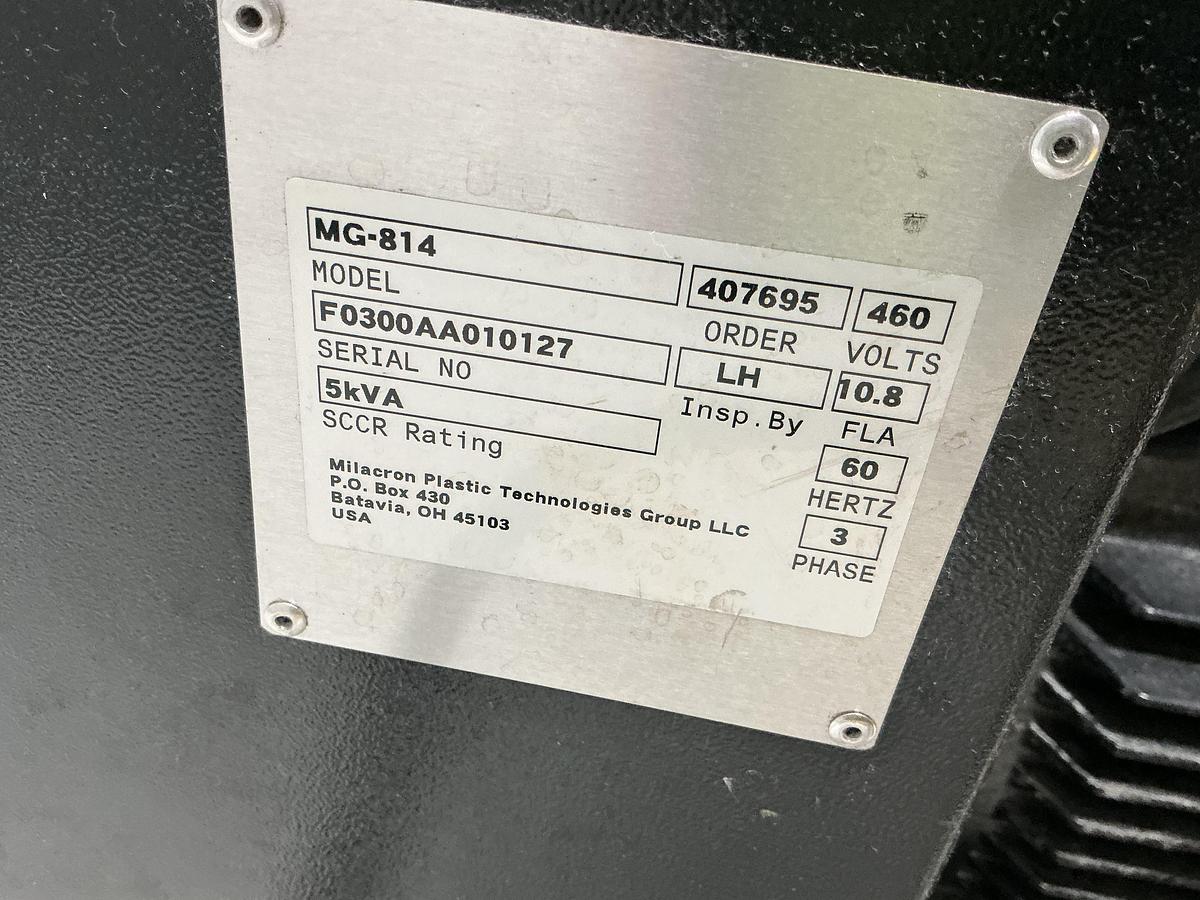 MG-814
MODEL
407695
ORDER
460
VOLTS
F0300AA010127
SERIAL NO
LH
Insp.By
10.8
FLA
5kVA
SCCR Rating
60
HERTZ
3
PHASE
Milacron Plastic Technologies Group LLC
P.O. Box 430
Batavia, OH 45103
USA